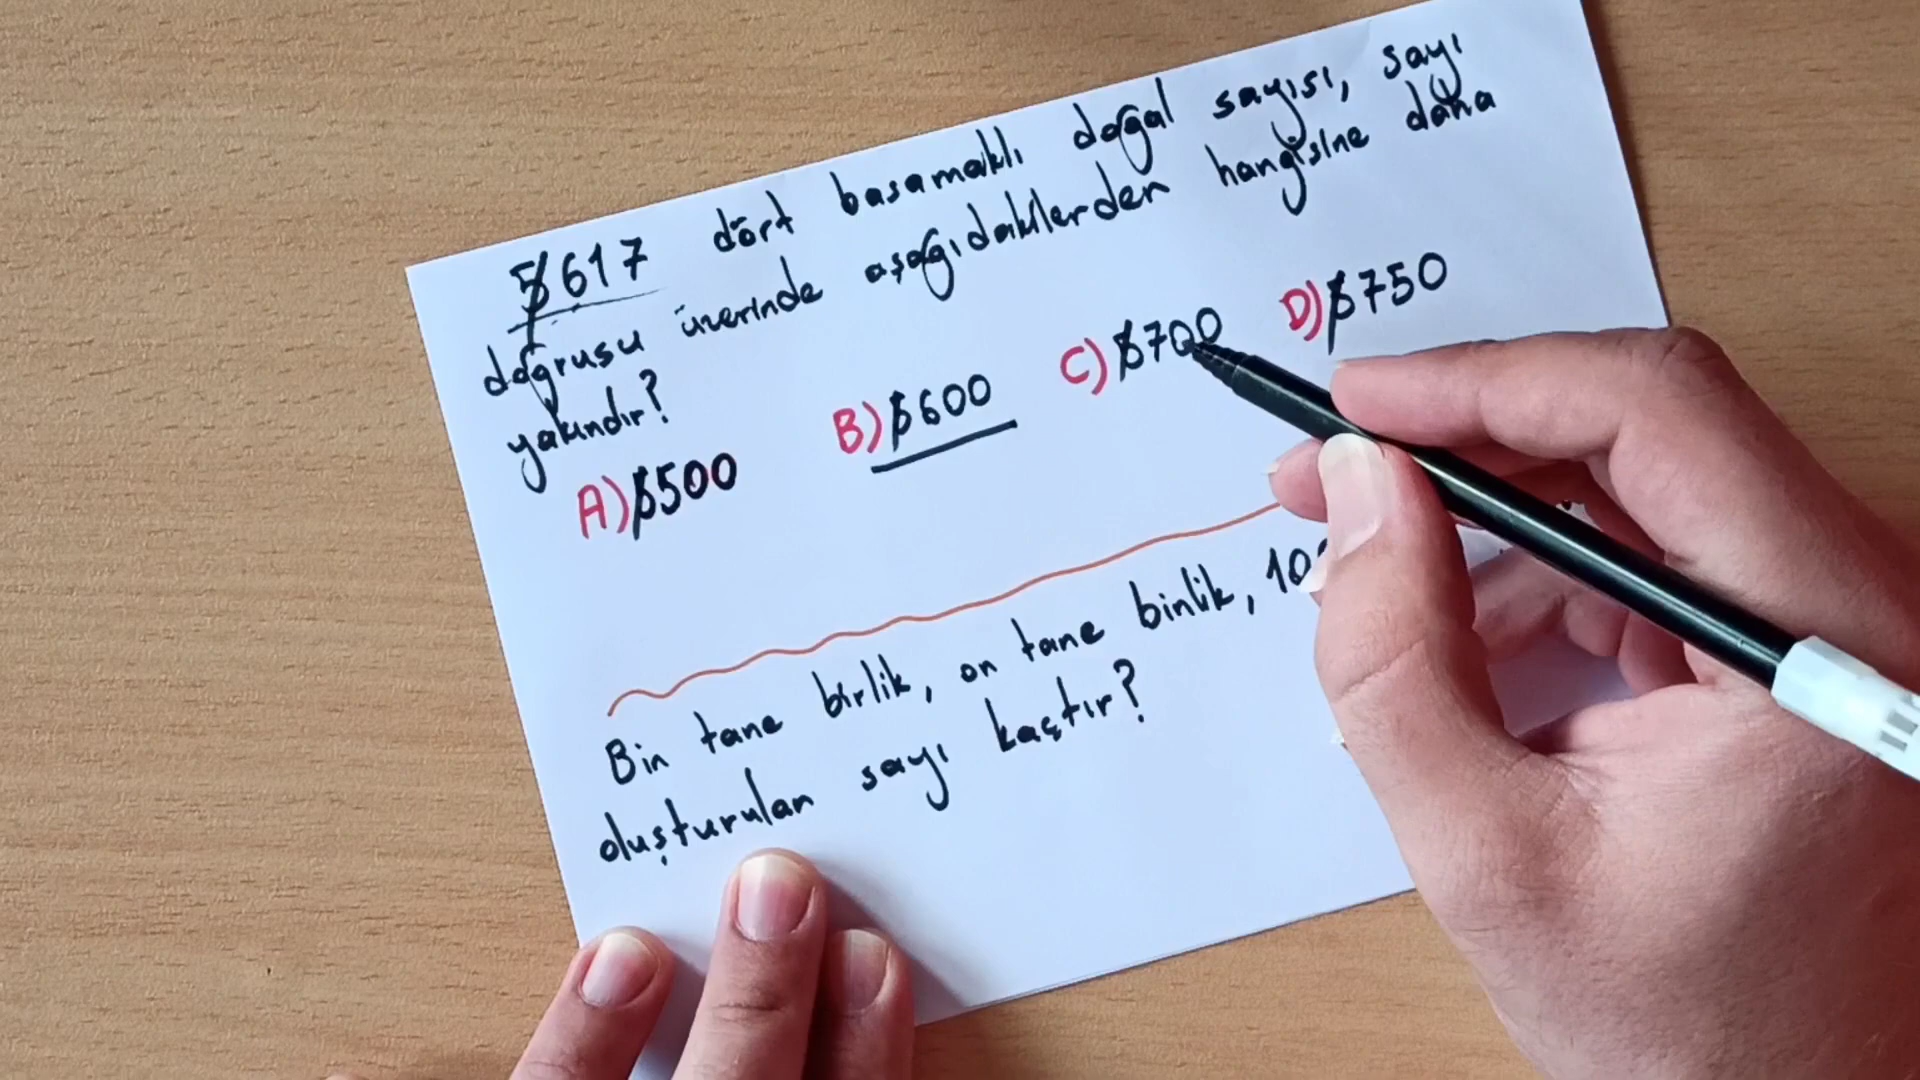 5617 dört basamaklı doğal sayısı, sayı
doğrusu üzerinde aşağıdakilerden hangisine daha
yakındır?
A) 5500 B) 5600 C) 5700 D) 5750
Bin tane birlik, on tane binlik,
oluşturulan sayı kaçtır?